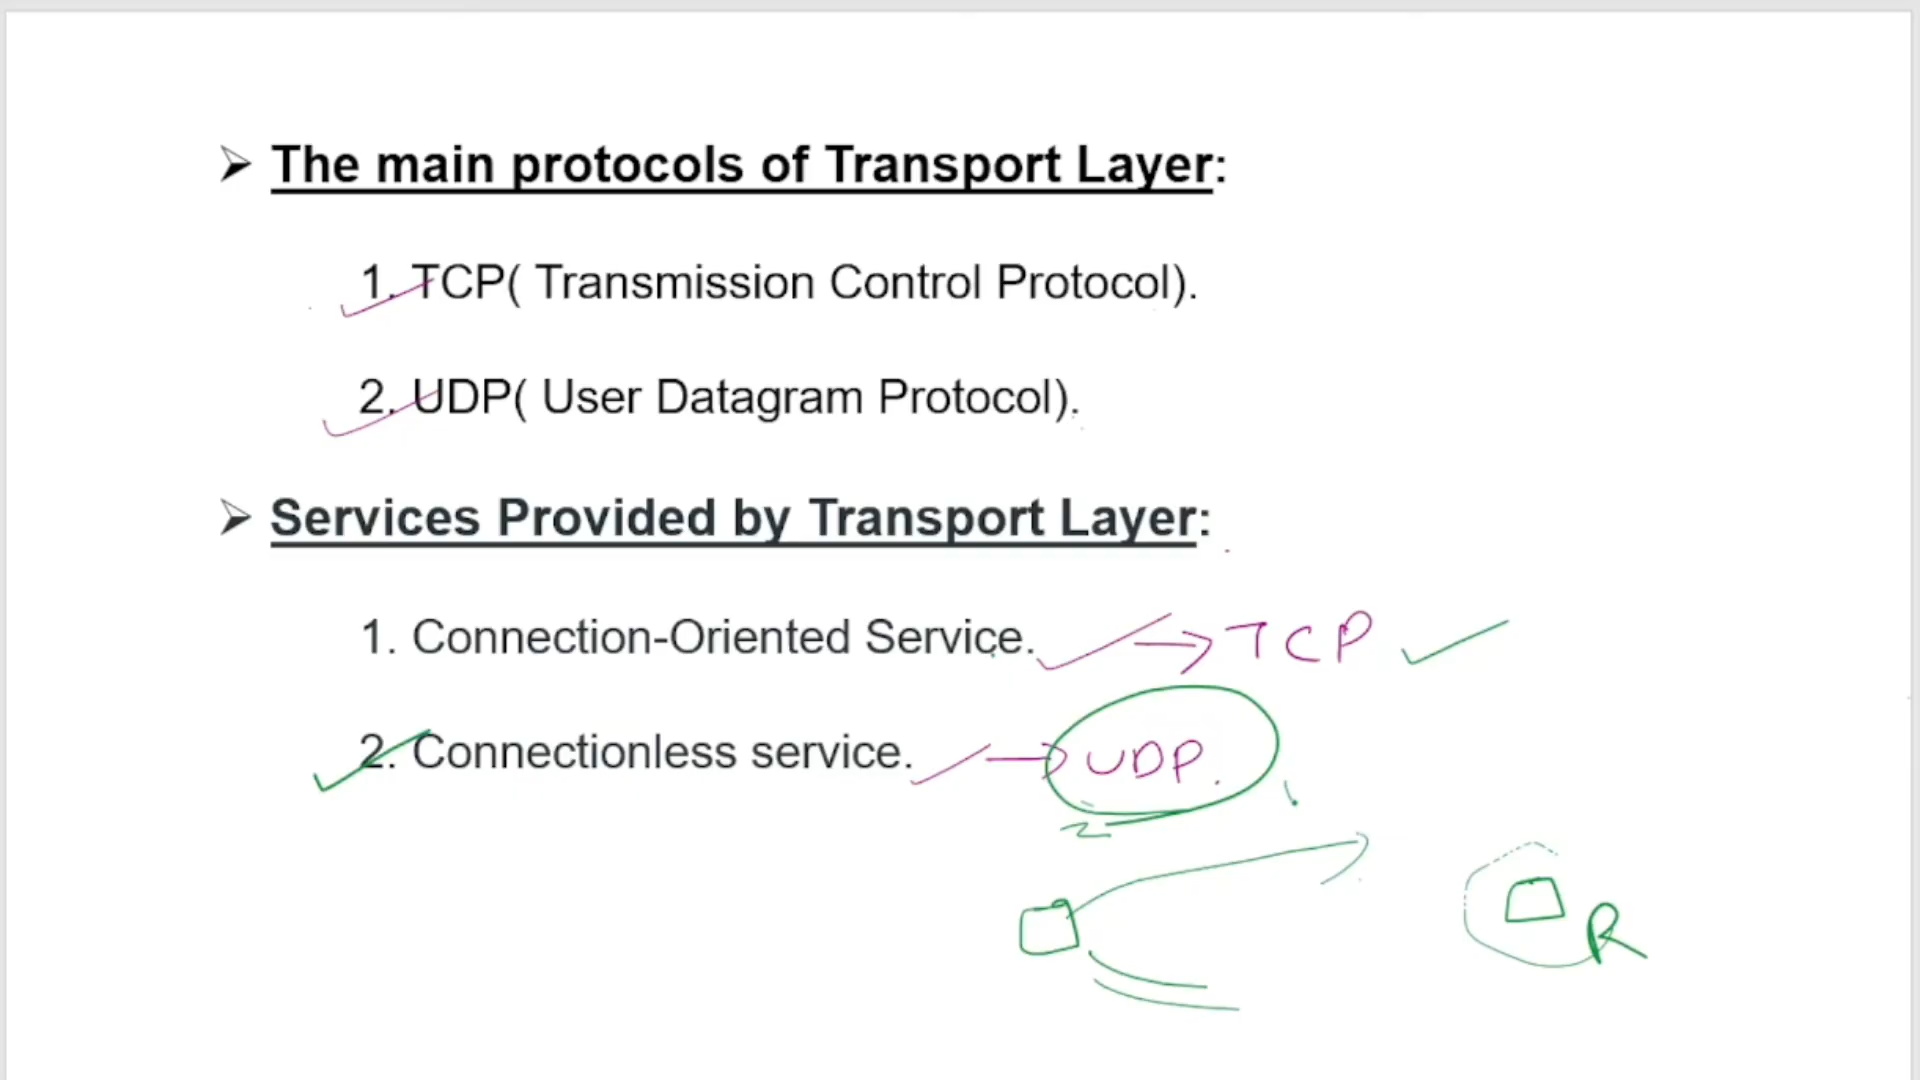 ➤ The main protocols of Transport Layer:
1. TCP( Transmission Control Protocol).
2. UDP( User Datagram Protocol).
➤ Services Provided by Transport Layer:
1. Connection-Oriented Service. → TCP
2. Connectionless service. → UDP.
R